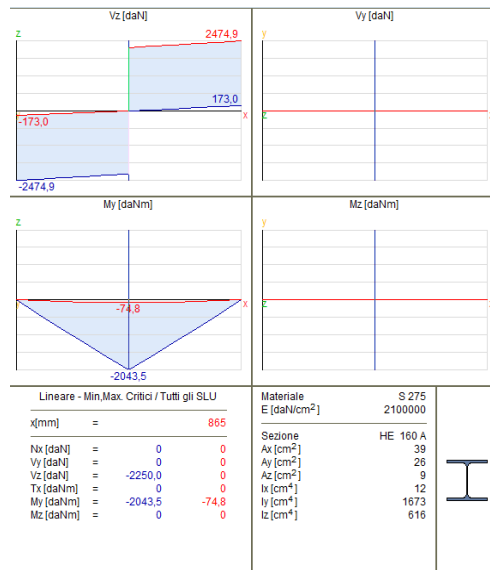 Vz [daN]
Vy [daN]
z
2474,9
y
173,0
-173,0
x
z
-2474,9
My [daNm]
Mz [daNm]
z
y
-74,8
x
z
-2043,5
Lineare - Min,Max. Critici / Tutti gli SLU
x[mm] = 865
Nx [daN] = 0 0
Vy [daN] = 0 0
Vz [daN] = -2250,0 0
Tx [daNm] = 0 0
My [daNm] = -2043,5 -74,8
Mz [daNm] = 0 0
Materiale S 275
E [daN/cm²] 2100000
Sezione HE 160 A
Ax [cm²] 39
Ay [cm²] 26
Az [cm²] 9
Ix [cm⁴] 12
Iy [cm⁴] 1673
Iz [cm⁴] 616